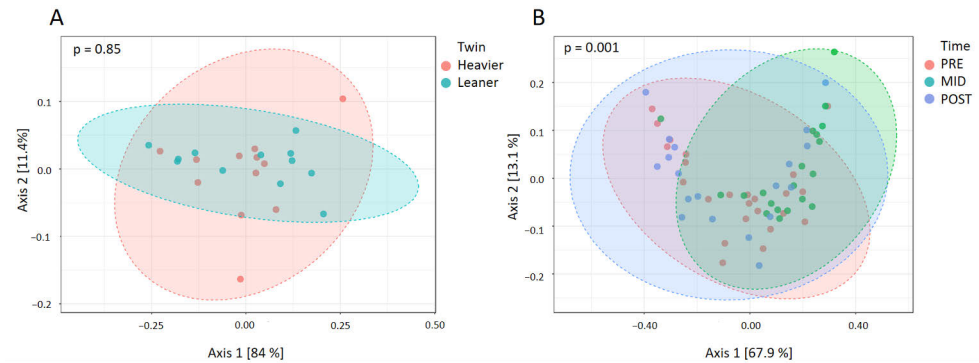 A
p = 0.85
Axis 2 [11.4%]
0.1
0.0
−0.1
−0.2
−0.25
0.00
0.25
0.50
Axis 1 [84 %]
Twin
Heavier
Leaner
B
p = 0.001
Axis 2 [13.1 %]
0.2
0.1
0.0
−0.1
−0.2
−0.40
0.00
0.40
Axis 1 [67.9 %]
Time
PRE
MID
POST